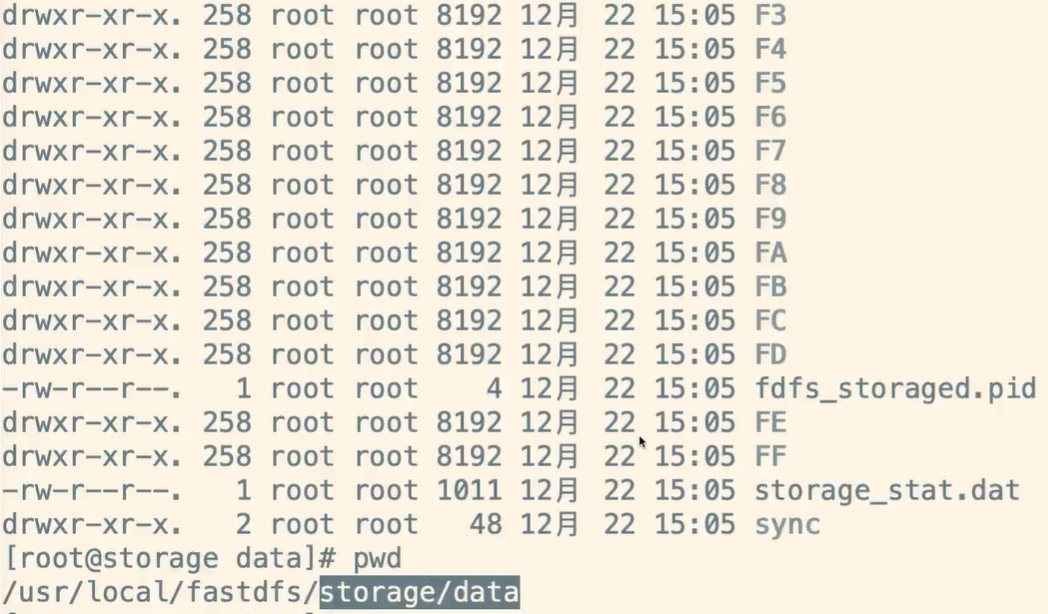 drwxr-xr-x. 258 root root 8192 12月 22 15:05 F3
drwxr-xr-x. 258 root root 8192 12月 22 15:05 F4
drwxr-xr-x. 258 root root 8192 12月 22 15:05 F5
drwxr-xr-x. 258 root root 8192 12月 22 15:05 F6
drwxr-xr-x. 258 root root 8192 12月 22 15:05 F7
drwxr-xr-x. 258 root root 8192 12月 22 15:05 F8
drwxr-xr-x. 258 root root 8192 12月 22 15:05 F9
drwxr-xr-x. 258 root root 8192 12月 22 15:05 FA
drwxr-xr-x. 258 root root 8192 12月 22 15:05 FB
drwxr-xr-x. 258 root root 8192 12月 22 15:05 FC
drwxr-xr-x. 258 root root 8192 12月 22 15:05 FD
-rw-r--r--.   1 root root    4 12月 22 15:05 fdfs_storaged.pid
drwxr-xr-x. 258 root root 8192 12月 22 15:05 FE
drwxr-xr-x. 258 root root 8192 12月 22 15:05 FF
-rw-r--r--.   1 root root 1011 12月 22 15:05 storage_stat.dat
drwxr-xr-x.   2 root root   48 12月 22 15:05 sync
[root@storage data]# pwd
/usr/local/fastdfs/storage/data